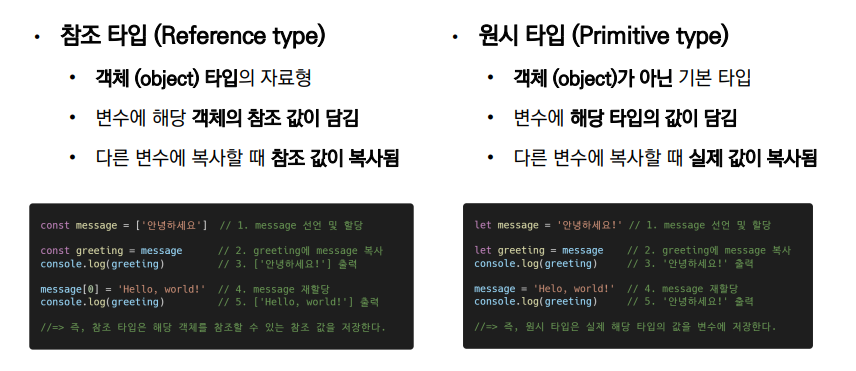 • 참조 타입 (Reference type)
• 객체 (object) 타입의 자료형
• 변수에 해당 객체의 참조 값이 담김
• 다른 변수에 복사할 때 참조 값이 복사됨
const message = ['안녕하세요'] // 1. message 선언 및 할당
const greeting = message // 2. greeting에 message 복사
console.log(greeting) // 3. ['안녕하세요!'] 출력
message[0] = 'Hello, world!' // 4. message 재할당
console.log(greeting) // 5. ['Hello, world!'] 출력
//=> 즉, 참조 타입은 해당 객체를 참조할 수 있는 참조 값을 저장한다.
• 원시 타입 (Primitive type)
• 객체 (object)가 아닌 기본 타입
• 변수에 해당 타입의 값이 담김
• 다른 변수에 복사할 때 실제 값이 복사됨
let message = '안녕하세요!' // 1. message 선언 및 할당
let greeting = message // 2. greeting에 message 복사
console.log(greeting) // 3. '안녕하세요!' 출력
message = 'Helo, world!' // 4. message 재할당
console.log(greeting) // 5. '안녕하세요!' 출력
//=> 즉, 원시 타입은 실제 해당 타입의 값을 변수에 저장한다.